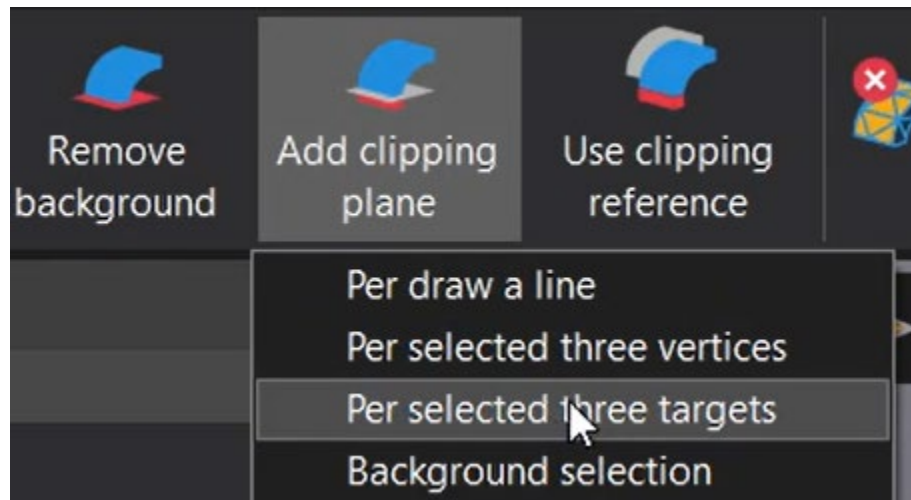 Remove
background
Add clipping
plane
Use clipping
reference
Per draw a line
Per selected three vertices
Per selected three targets
Background selection